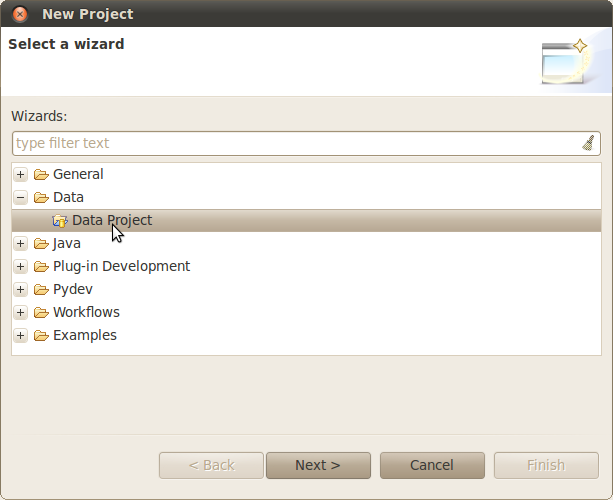 New Project
Select a wizard
Wizards:
type filter text
General
Data
Data Project
Java
Plug-in Development
Pydev
Workflows
Examples
< Back Next > Cancel Finish